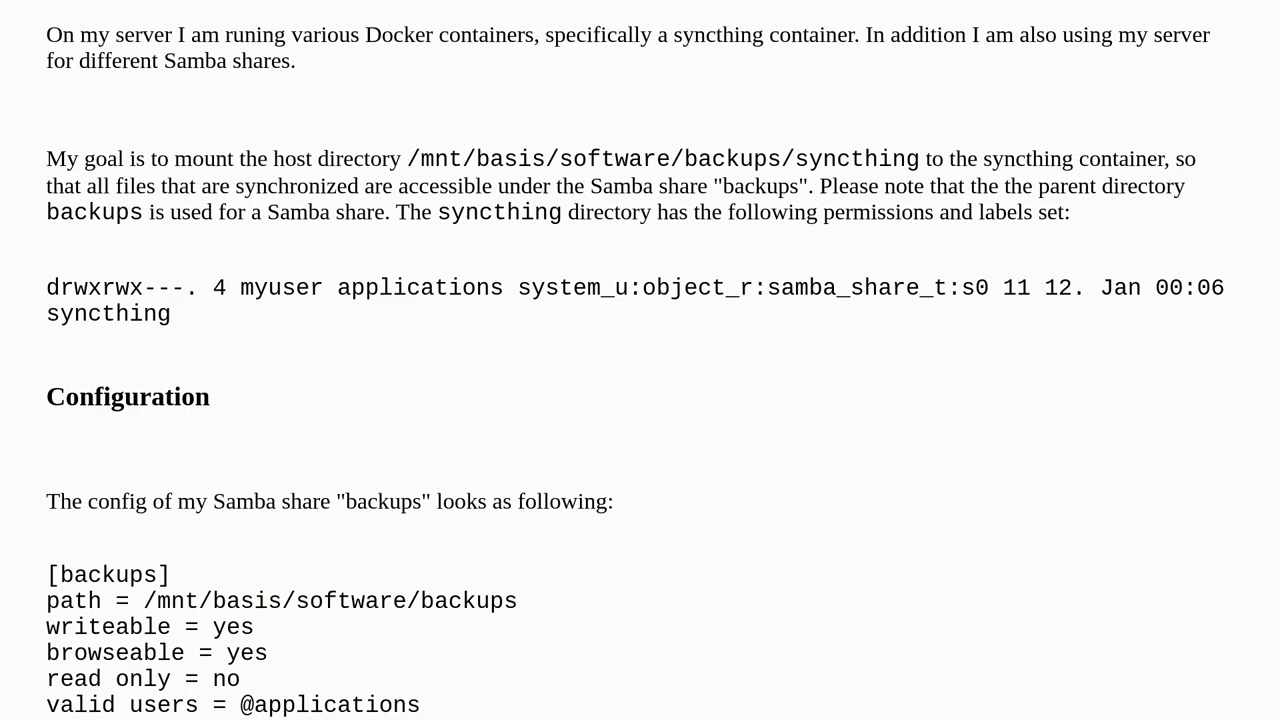 On my server I am runing various Docker containers, specifically a syncthing container. In addition I am also using my server
for different Samba shares.
My goal is to mount the host directory /mnt/basis/software/backups/syncthing to the syncthing container, so
that all files that are synchronized are accessible under the Samba share "backups". Please note that the the parent directory
backups is used for a Samba share. The syncthing directory has the following permissions and labels set:
drwxrwx---. 4 myuser applications system_u:object_r:samba_share_t:s0 11 12. Jan 00:06
syncthing
Configuration
The config of my Samba share "backups" looks as following:
[backups]
path = /mnt/basis/software/backups
writeable = yes
browseable = yes
read only = no
valid users = @applications